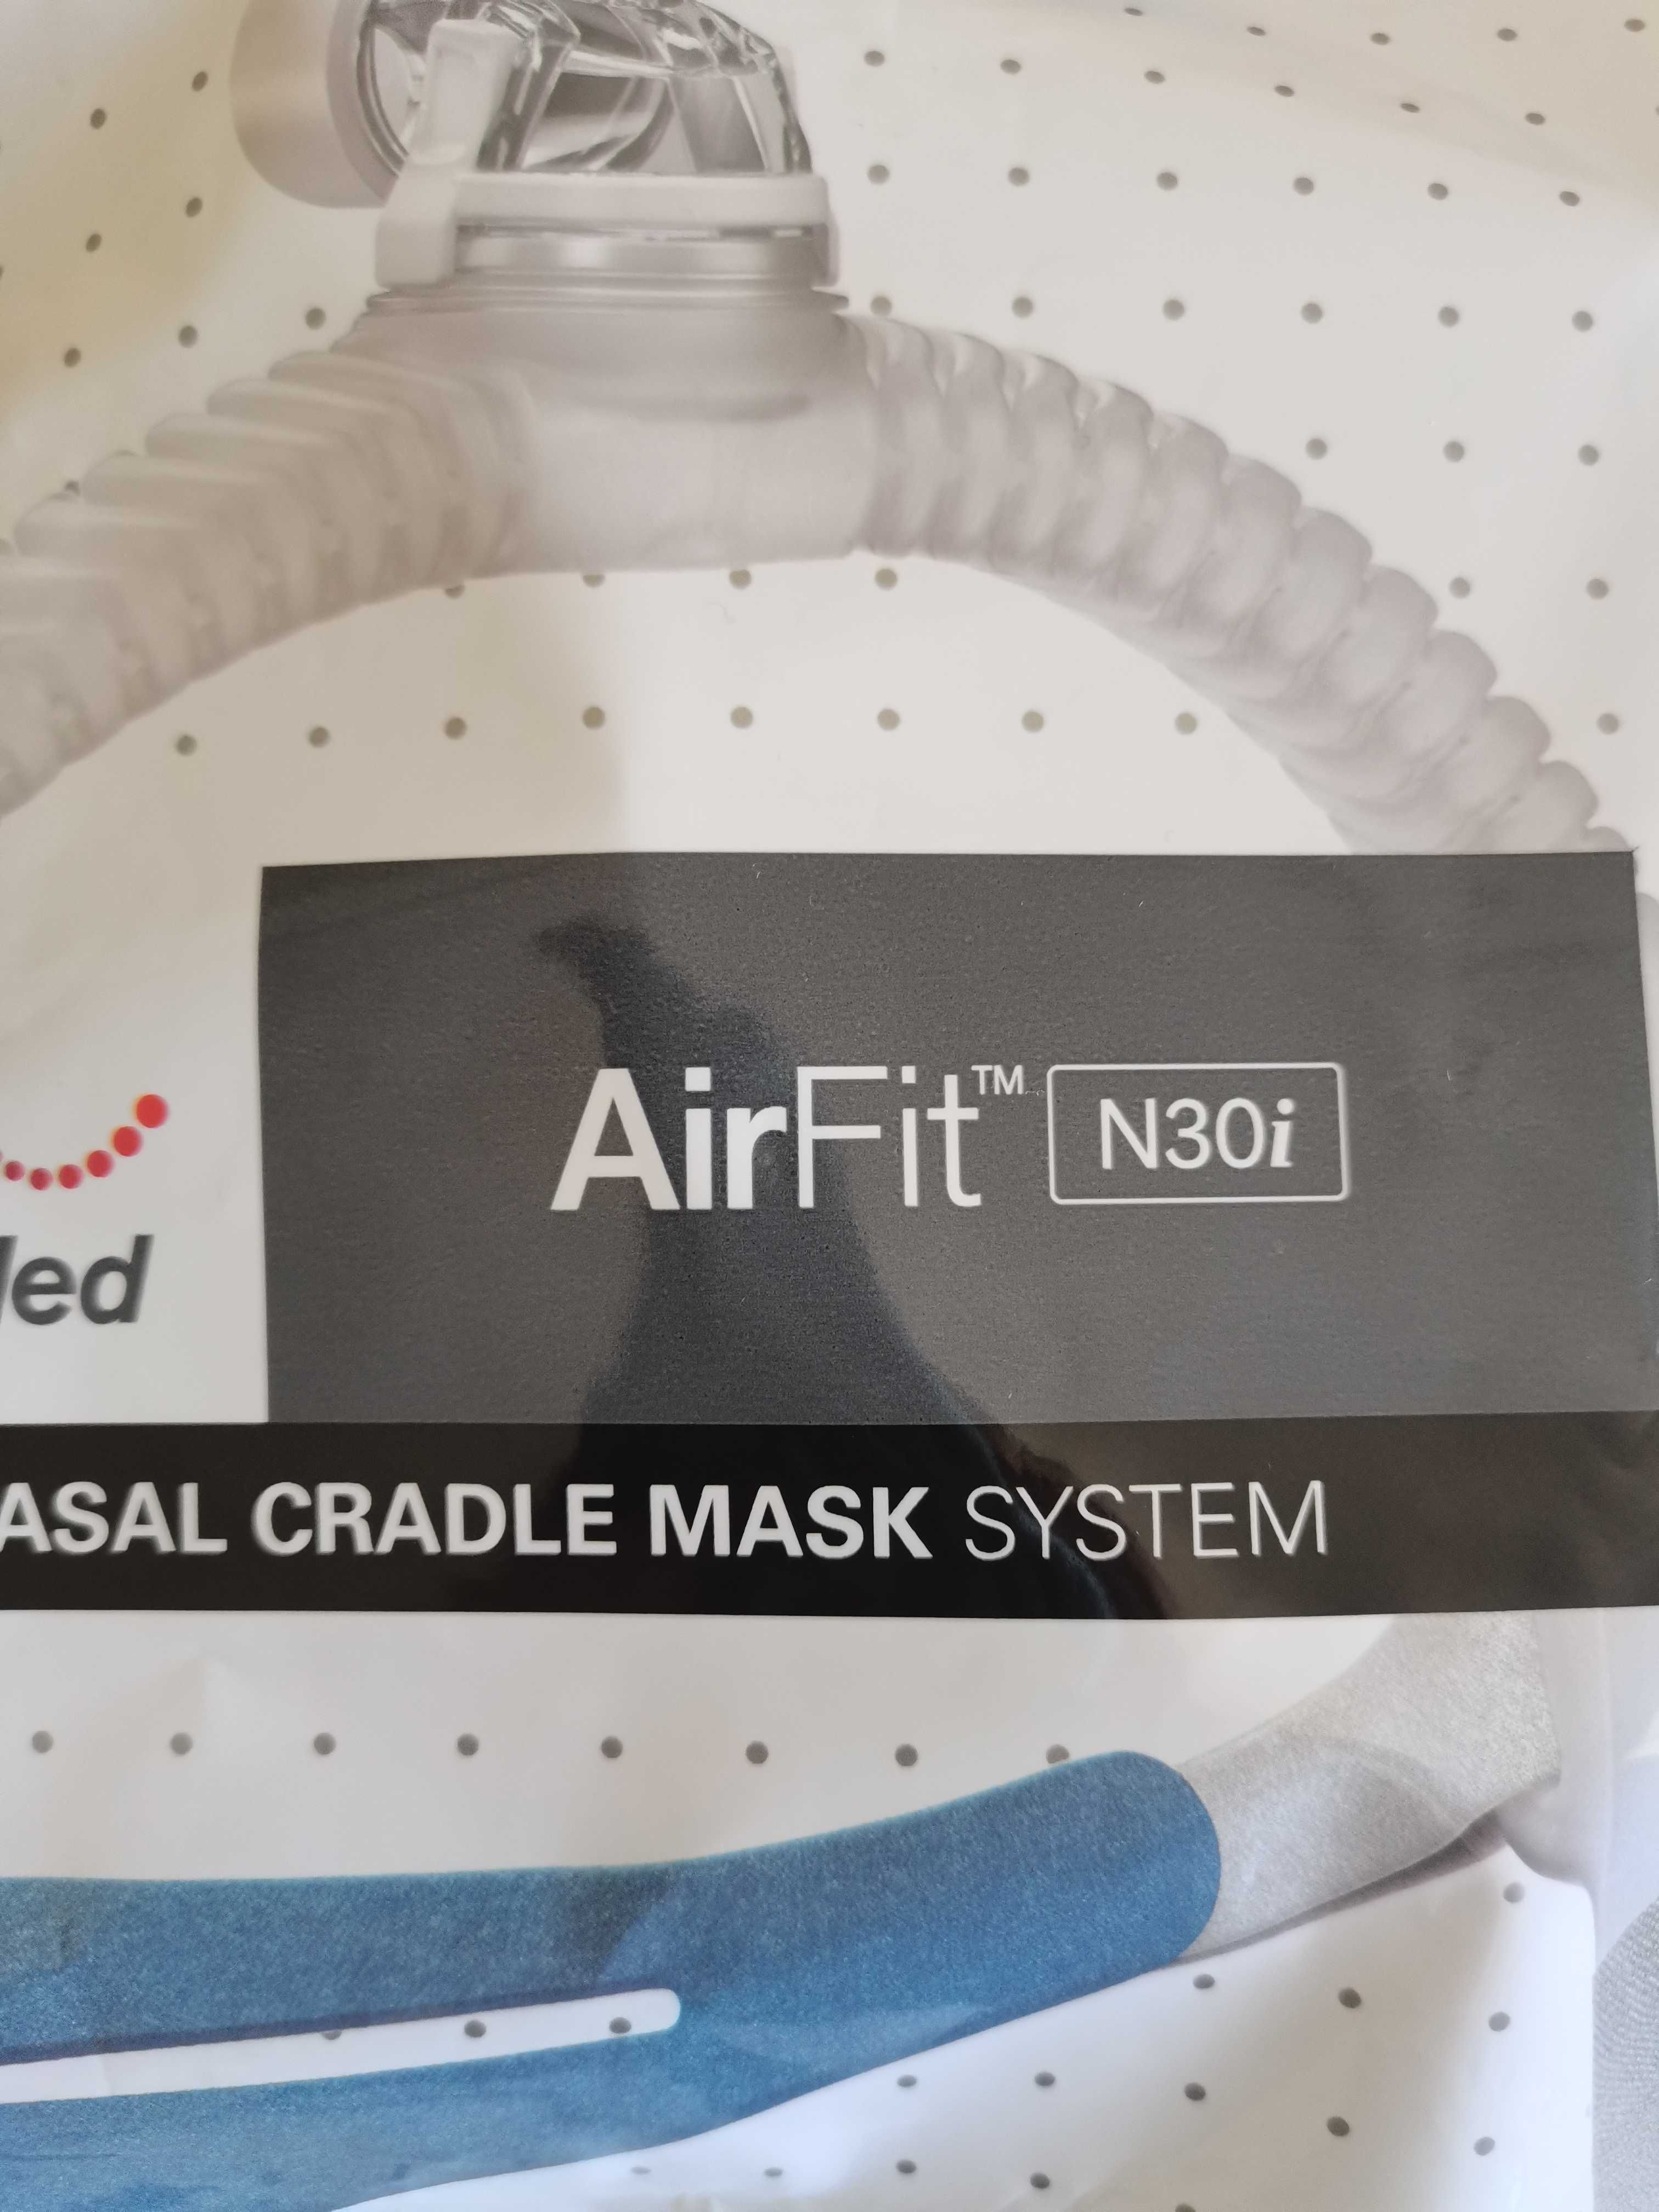 AirFit™ N30i
led
ASAL CRADLE MASK SYSTEM